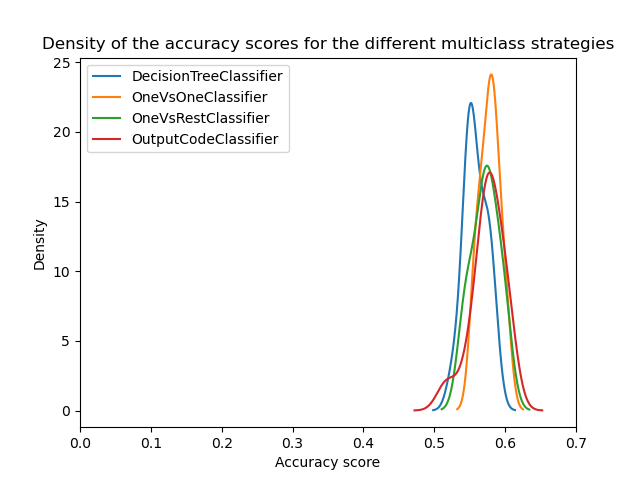 Density of the accuracy scores for the different multiclass strategies
25
20
15
10
5
0
Density
DecisionTreeClassifier
OneVsOneClassifier
OneVsRestClassifier
OutputCodeClassifier
0.0 0.1 0.2 0.3 0.4 0.5 0.6 0.7
Accuracy score